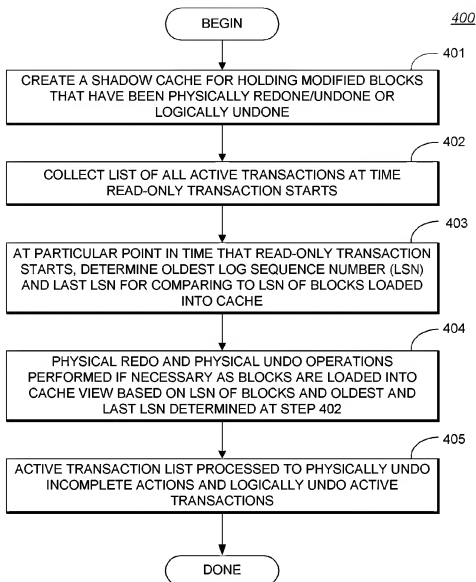 BEGIN
400
401
CREATE A SHADOW CACHE FOR HOLDING MODIFIED BLOCKS
THAT HAVE BEEN PHYSICALLY REDONE/UNDONE OR
LOGICALLY UNDONE
402
COLLECT LIST OF ALL ACTIVE TRANSACTIONS AT TIME
READ-ONLY TRANSACTION STARTS
403
AT PARTICULAR POINT IN TIME THAT READ-ONLY TRANSACTION
STARTS, DETERMINE OLDEST LOG SEQUENCE NUMBER (LSN)
AND LAST LSN FOR COMPARING TO LSN OF BLOCKS LOADED
INTO CACHE
404
PHYSICAL REDO AND PHYSICAL UNDO OPERATIONS
PERFORMED IF NECESSARY AS BLOCKS ARE LOADED INTO
CACHE VIEW BASED ON LSN OF BLOCKS AND OLDEST AND
LAST LSN DETERMINED AT STEP 402
405
ACTIVE TRANSACTION LIST PROCESSED TO PHYSICALLY UNDO
INCOMPLETE ACTIONS AND LOGICALLY UNDO ACTIVE
TRANSACTIONS
DONE